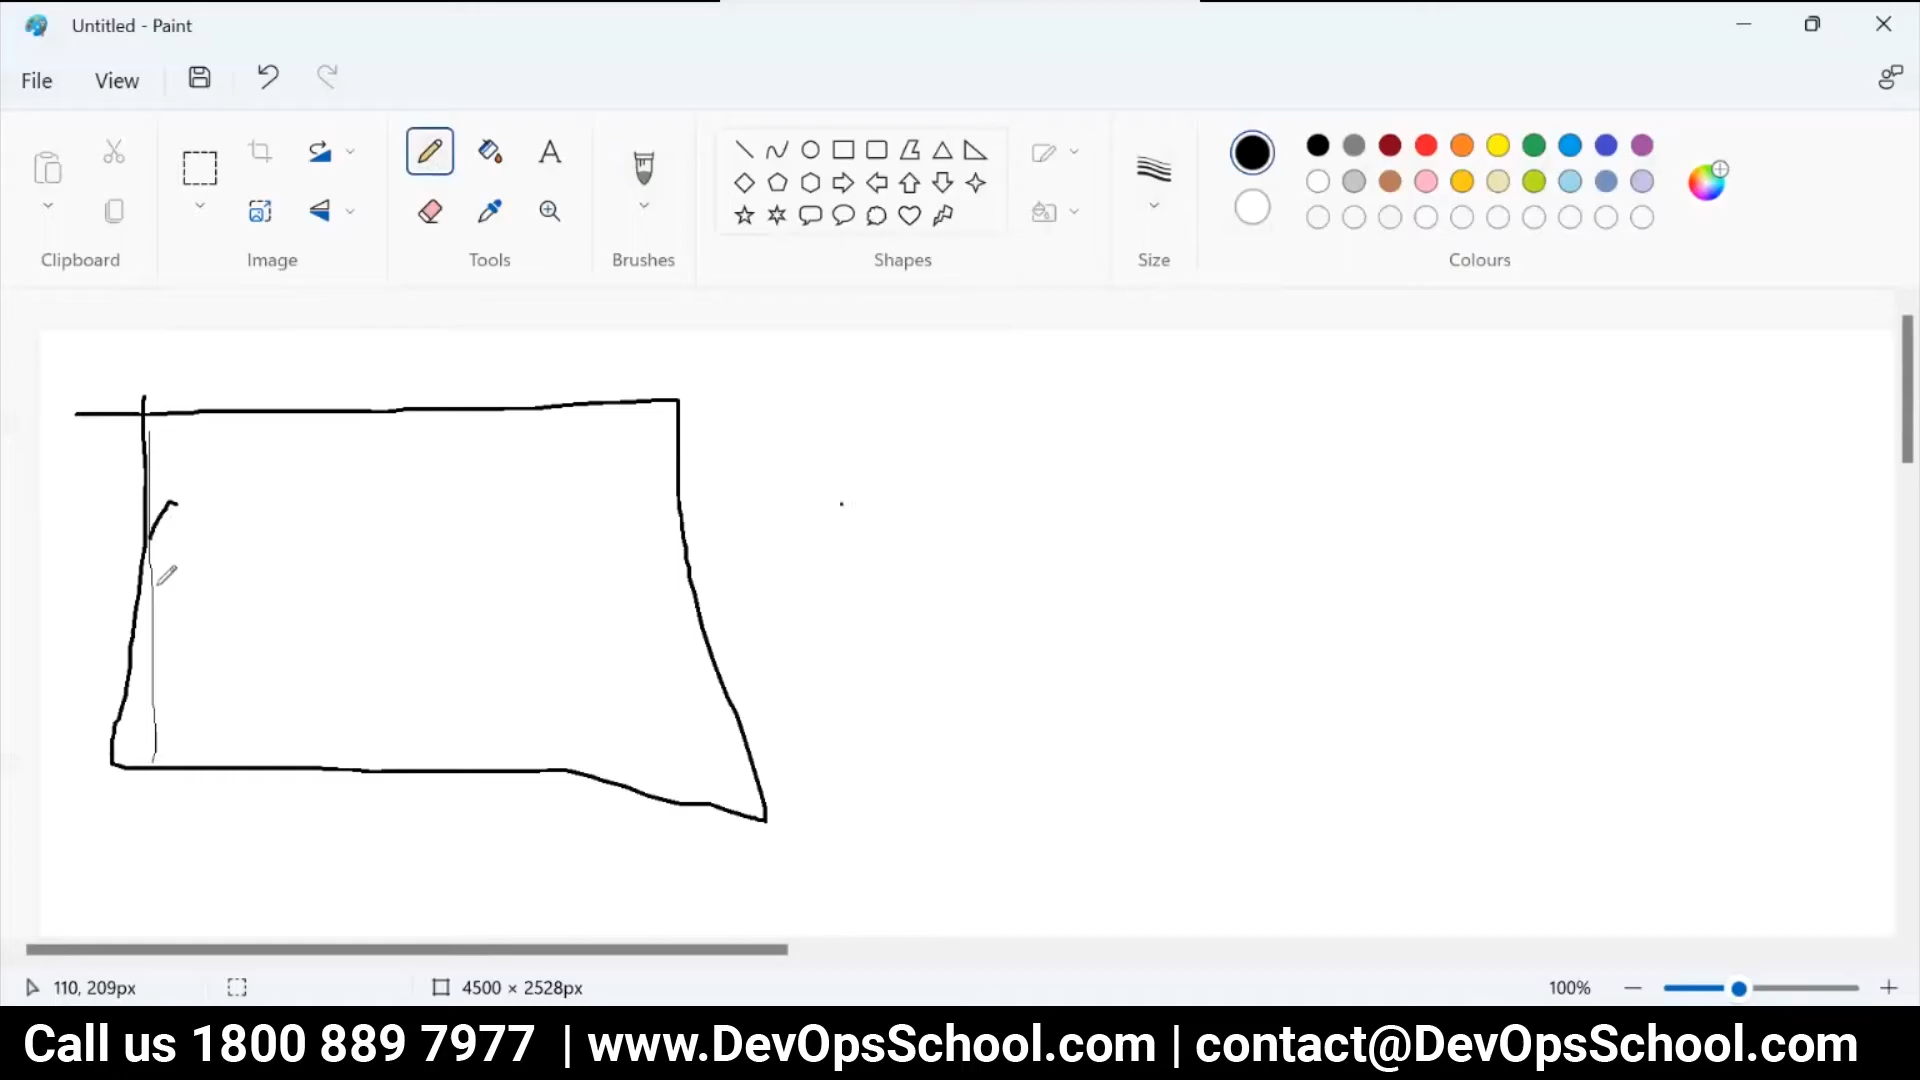 Untitled - Paint
File View
Clipboard Image Tools Brushes Shapes Size Colours
110, 209px 4500 × 2528px 100%
Call us 1800 889 7977 | www.DevOpsSchool.com | contact@DevOpsSchool.com